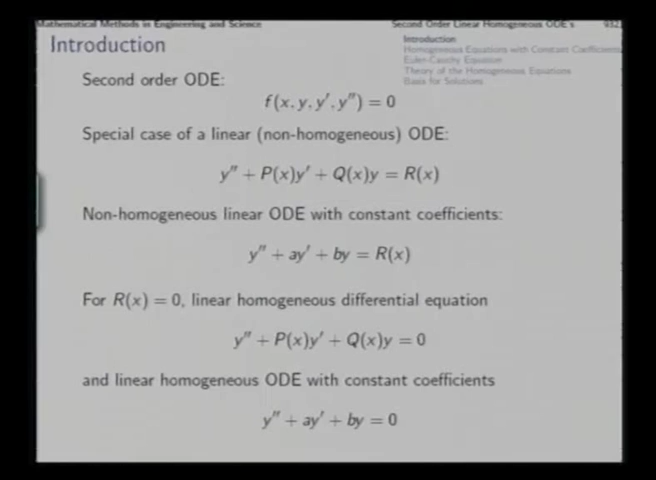 Mathematical Methods in Engineering and Science
Second Order Linear Homogeneous ODE's
Introduction
Introduction
Homogeneous Equations with Constant Coefficients
Euler-Cauchy Equation
Theory of the Homogeneous Equations
Basis for Solutions
Second order ODE:
f(x, y, y′, y″) = 0
Special case of a linear (non-homogeneous) ODE:
y″ + P(x)y′ + Q(x)y = R(x)
Non-homogeneous linear ODE with constant coefficients:
y″ + ay′ + by = R(x)
For R(x) = 0, linear homogeneous differential equation
y″ + P(x)y′ + Q(x)y = 0
and linear homogeneous ODE with constant coefficients
y″ + ay′ + by = 0